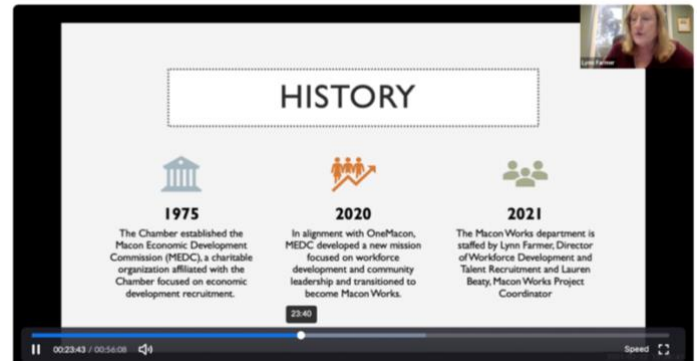 Lynn Farmer
HISTORY
1975
The Chamber established the
Macon Economic Development
Commission (MEDC), a charitable
organization affiliated with the
Chamber focused on economic
development recruitment.
2020
In alignment with OneMacon,
MEDC developed a new mission
focused on workforce
development and community
leadership and transitioned to
become Macon Works.
2021
The Macon Works department is
staffed by Lynn Farmer, Director
of Workforce Development and
Talent Recruitment and Lauren
Beaty, Macon Works Project
Coordinator
23:40
00:23:43 / 00:56:08
Speed